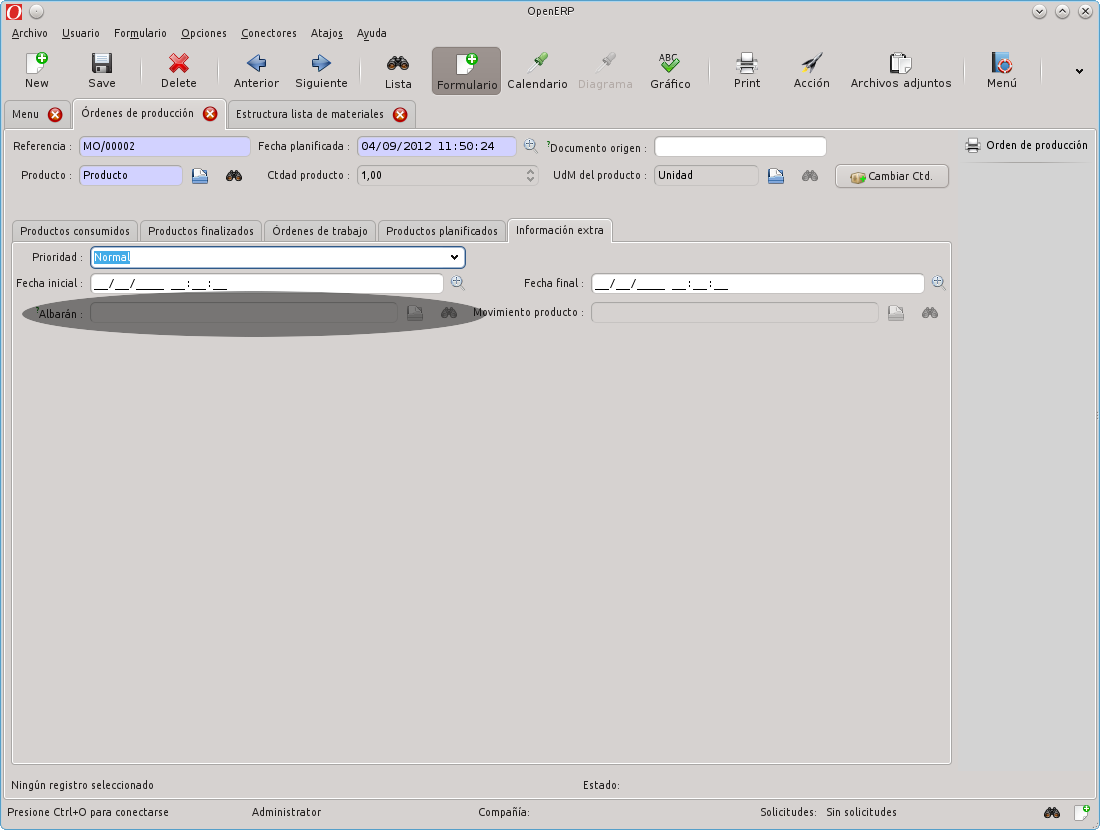 OpenERP
Archivo Usuario Formulario Opciones Conectores Atajos Ayuda
New Save Delete Anterior Siguiente Lista Formulario Calendario Diagrama ABC Gráfico Print Acción Archivos adjuntos Menú
Menu Órdenes de producción Estructura lista de materiales
Referencia : MO/00002 Fecha planificada : 04/09/2012 11:50:24 ?Documento origen : Orden de producción
Producto : Producto Ctdad producto : 1,00 UdM del producto : Unidad Cambiar Ctd.
Productos consumidos Productos finalizados Órdenes de trabajo Productos planificados Información extra
Prioridad : Normal
Fecha inicial : __/__/____ __:__:__ Fecha final : __/__/____ __:__:__
?Albarán : Movimiento producto :
Ningún registro seleccionado Estado:
Presione Ctrl+O para conectarse Administrator Compañía: Solicitudes: Sin solicitudes